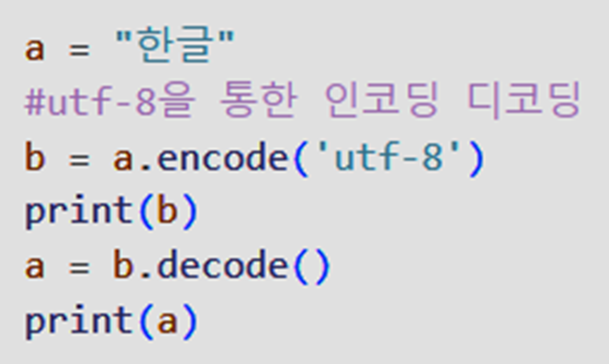 a = "한글"
#utf-8을 통한 인코딩 디코딩
b = a.encode('utf-8')
print(b)
a = b.decode()
print(a)